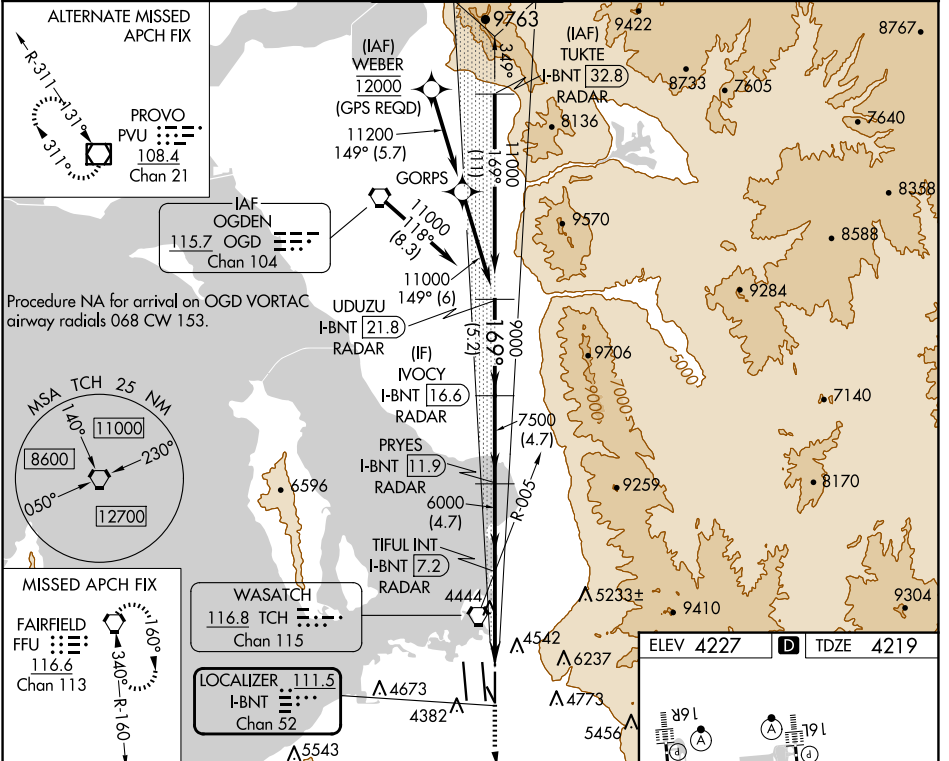 ALTERNATE MISSED
APCH FIX
R-311
131°
311°
PROVO
PVU
108.4
Chan 21
(IAF)
WEBER
12000
(GPS REQD)
11200
149° (5.7)
GORPS
9763
349°
(IAF)
TUKTE
I-BNT 32.8
RADAR
9422
8767
8733
7605
8136
7640
11000
169°
(11)
8358
9570
8588
9284
IAF
OGDEN
115.7 OGD
Chan 104
11000
118°
(8.3)
11000
149° (6)
Procedure NA for arrival on OGD VORTAC
airway radials 068 CW 153.
UDUZU
I-BNT 21.8
RADAR
9000
169°
(5.2)
(IF)
IVOCY
I-BNT 16.6
RADAR
9706
9000
7000
5000
7140
7500
(4.7)
MSA TCH 25 NM
140°
11000
8600
230°
050°
12700
PRYES
I-BNT 11.9
RADAR
6596
9259
8170
6000
(4.7)
R-005
TIFUL INT
I-BNT 7.2
RADAR
MISSED APCH FIX
FAIRFIELD
FFU
116.6
Chan 113
160°
340°
R-160
WASATCH
116.8 TCH
Chan 115
4444
5233±
9410
9304
4542
6237
LOCALIZER 111.5
I-BNT
Chan 52
4673
4382
4773
5456
5543
ELEV 4227 D TDZE 4219
16R
A
P
A
16L
P